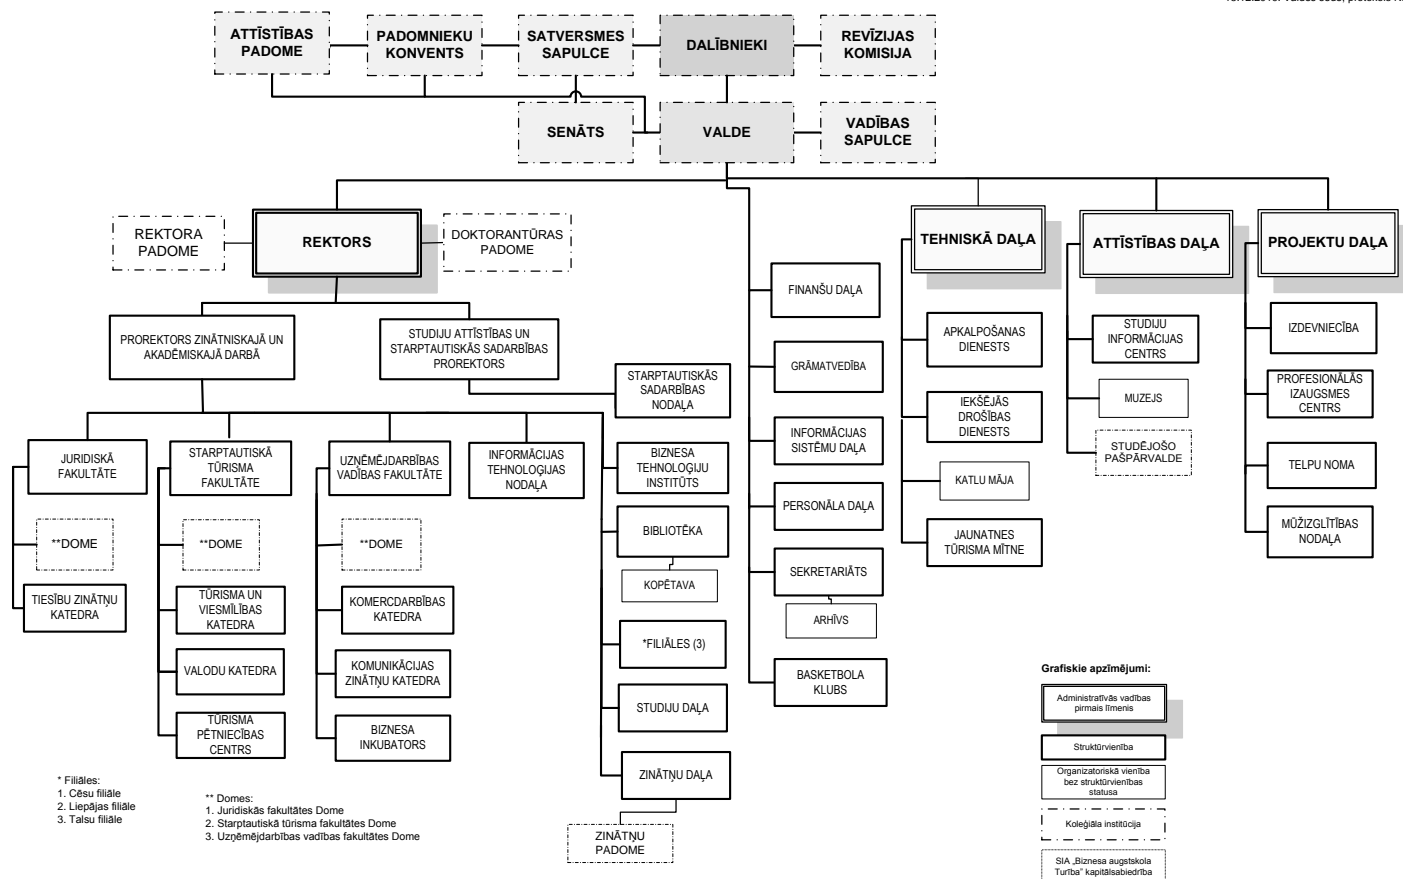 ATTĪSTĪBAS
PADOME
PADOMNIEKU
KONVENTS
SATVERSMES
SAPULCE
DALĪBNIEKI
REVĪZIJAS
KOMISIJA
SENĀTS
VALDE
VADĪBAS
SAPULCE
REKTORA
PADOME
REKTORS
DOKTORANTŪRAS
PADOME
TEHNISKĀ DAĻA
ATTĪSTĪBAS DAĻA
PROJEKTU DAĻA
PROREKTORS ZINĀTNISKAJĀ UN
AKADĒMISKAJĀ DARBĀ
STUDIJU ATTĪSTĪBAS UN
STARPTAUTISKĀS SADARBĪBAS
PROREKTORS
STARPTAUTISKĀS
SADARBĪBAS
NODAĻA
JURIDISKĀ
FAKULTĀTE
STARPTAUTISKĀ
TŪRISMA
FAKULTĀTE
UZŅĒMĒJDARBĪBAS
VADĪBAS FAKULTĀTE
INFORMĀCIJAS
TEHNOLOĢIJAS
NODAĻA
BIZNESA
TEHNOLOĢIJU
INSTITŪTS
**DOME
**DOME
**DOME
BIBLIOTĒKA
KOPĒTAVA
TIESĪBU ZINĀTŅU
KATEDRA
TŪRISMA UN
VIESMĪLĪBAS
KATEDRA
KOMERCDARBĪBAS
KATEDRA
*FILIĀLES (3)
VALODU KATEDRA
KOMUNIKĀCIJAS
ZINĀTŅU KATEDRA
STUDIJU DAĻA
TŪRISMA
PĒTNIECĪBAS
CENTRS
BIZNESA
INKUBATORS
ZINĀTŅU DAĻA
ZINĀTŅU
PADOME
FINANŠU DAĻA
GRĀMATVEDĪBA
INFORMĀCIJAS
SISTĒMU DAĻA
PERSONĀLA DAĻA
SEKRETARIĀTS
ARHĪVS
BASKETBOLA
KLUBS
APKALPOŠANAS
DIENESTS
IEKŠĒJĀS
DROŠĪBAS
DIENESTS
KATLU MĀJA
JAUNATNES
TŪRISMA MĪTNE
STUDIJU
INFORMĀCIJAS
CENTRS
MUZEJS
STUDĒJOŠO
PAŠPĀRVALDE
IZDEVNIECĪBA
PROFESIONĀLĀS
IZAUGSMES
CENTRS
TELPU NOMA
MŪŽIZGLĪTĪBAS
NODAĻA
* Filiāles:
1. Cēsu filiāle
2. Liepājas filiāle
3. Talsu filiāle
** Domes:
1. Juridiskās fakultātes Dome
2. Starptautiskā tūrisma fakultātes Dome
3. Uzņēmējdarbības vadības fakultātes Dome
Grafiskie apzīmējumi:
Administratīvās vadības
pirmais līmenis
Struktūrvienība
Organizatoriskā vienība
bez struktūrvienības
statusa
Koleģiāla institūcija
SIA „Biznesa augstskola
Turība" kapitālsabiedrība